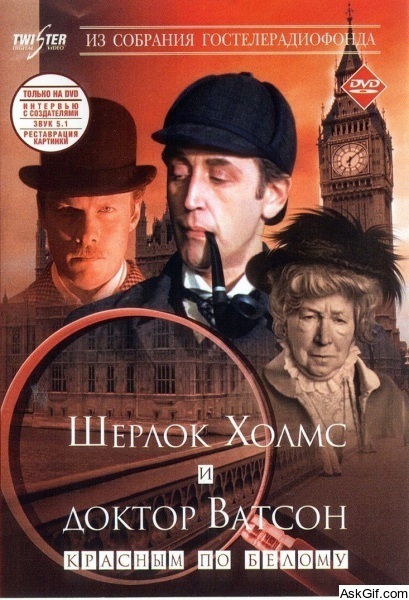 TWISTER
DIGITAL VIDEO
ИЗ СОБРАНИЯ ГОСТЕЛЕРАДИОФОНДА
ТОЛЬКО НА DVD
ИНТЕРВЬЮ
С СОЗДАТЕЛЯМИ
ЗВУК 5.1
РЕСТАВРАЦИЯ
КАРТИНКИ
DVD
ШЕРЛОК ХОЛМС
И
ДОКТОР ВАТСОН
КРАСНЫМ ПО БЕЛОМУ
AskGif.com